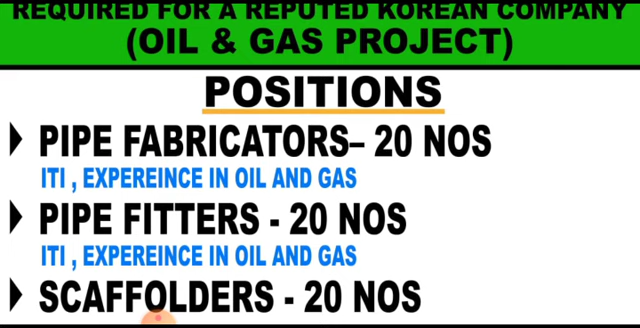 REQUIRED FOR A REPUTED KOREAN COMPANY
(OIL & GAS PROJECT)
POSITIONS
PIPE FABRICATORS– 20 NOS
ITI , EXPEREINCE IN OIL AND GAS
PIPE FITTERS - 20 NOS
ITI , EXPEREINCE IN OIL AND GAS
SCAFFOLDERS - 20 NOS